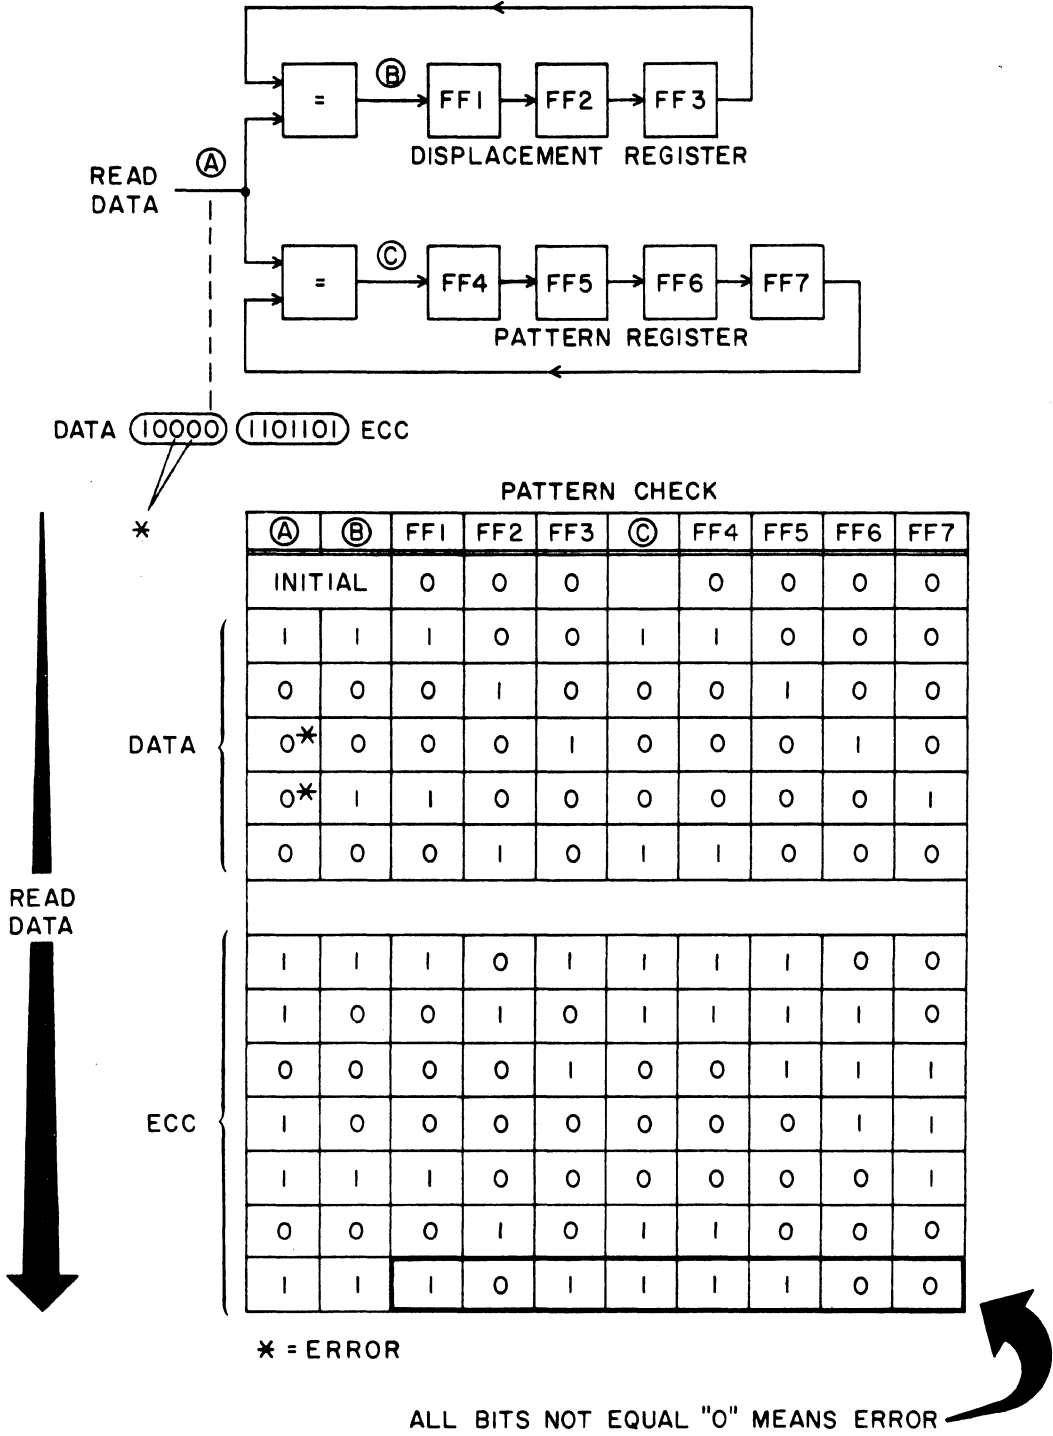 = Ⓑ FF1 FF2 FF3
DISPLACEMENT REGISTER
READ DATA Ⓐ
= Ⓒ FF4 FF5 FF6 FF7
PATTERN REGISTER
DATA 10000 1101101 ECC
*
PATTERN CHECK
Ⓐ Ⓑ FF1 FF2 FF3 Ⓒ FF4 FF5 FF6 FF7
INITIAL 0 0 0 0 0 0 0
DATA
1 1 1 0 0 1 1 0 0 0
0 0 0 1 0 0 0 1 0 0
0* 0 0 0 1 0 0 0 1 0
0* 1 1 0 0 0 0 0 0 1
0 0 0 1 0 1 1 0 0 0
READ DATA
ECC
1 1 1 0 1 1 1 1 0 0
1 0 0 1 0 1 1 1 1 0
0 0 0 0 1 0 0 1 1 1
1 0 0 0 0 0 0 0 1 1
1 1 1 0 0 0 0 0 0 1
0 0 0 1 0 1 1 0 0 0
1 1 1 0 1 1 1 1 0 0
* = ERROR
ALL BITS NOT EQUAL "0" MEANS ERROR